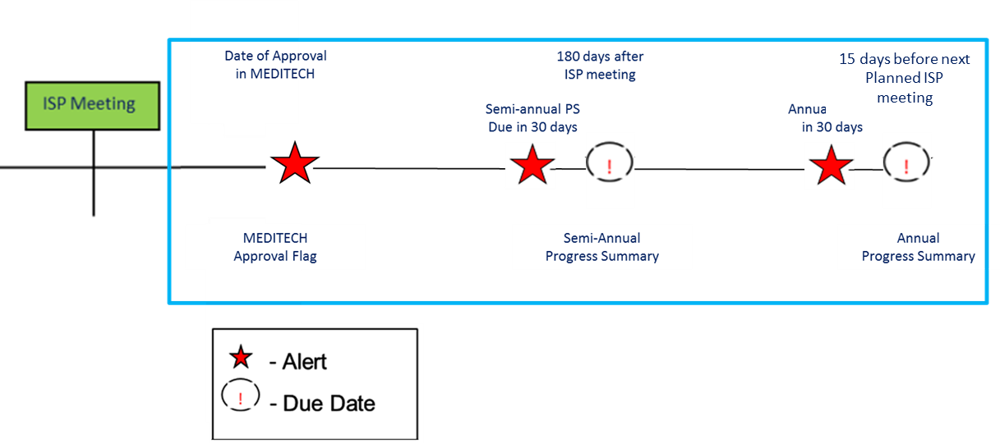 Date of Approval
in MEDITECH
180 days after
ISP meeting
15 days before next
Planned ISP
meeting
ISP Meeting
Semi-annual PS
Due in 30 days
Annua
in 30 days
!
!
MEDITECH
Approval Flag
Semi-Annual
Progress Summary
Annual
Progress Summary
- Alert
! - Due Date